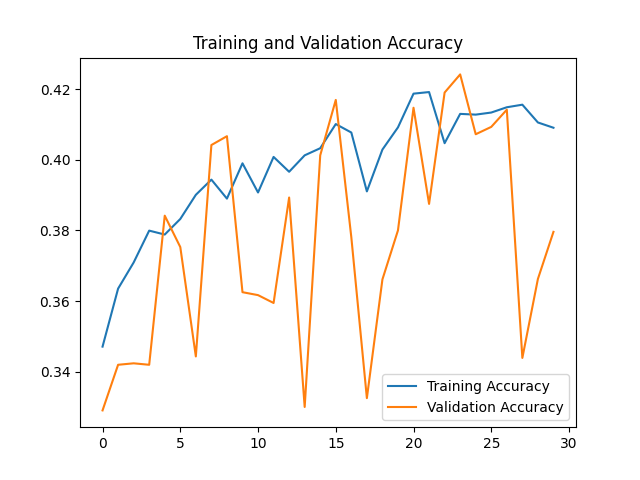 Training and Validation Accuracy
0.42
0.40
0.38
0.36
0.34
Training Accuracy
Validation Accuracy
0 5 10 15 20 25 30